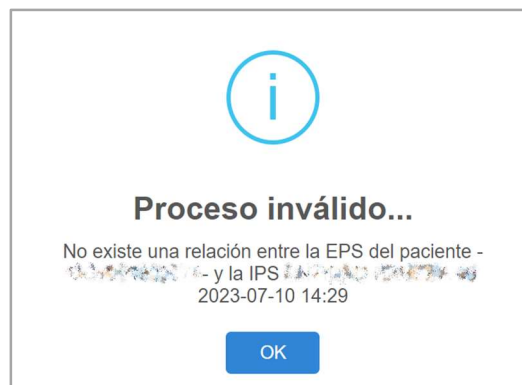 i
Proceso inválido...
No existe una relación entre la EPS del paciente -
- y la IPS
2023-07-10 14:29
OK